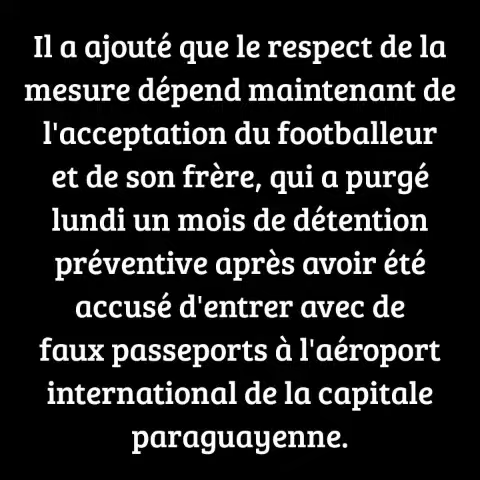 Il a ajouté que le respect de la
mesure dépend maintenant de
l'acceptation du footballeur
et de son frère, qui a purgé
lundi un mois de détention
préventive après avoir été
accusé d'entrer avec de
faux passeports à l'aéroport
international de la capitale
paraguayenne.